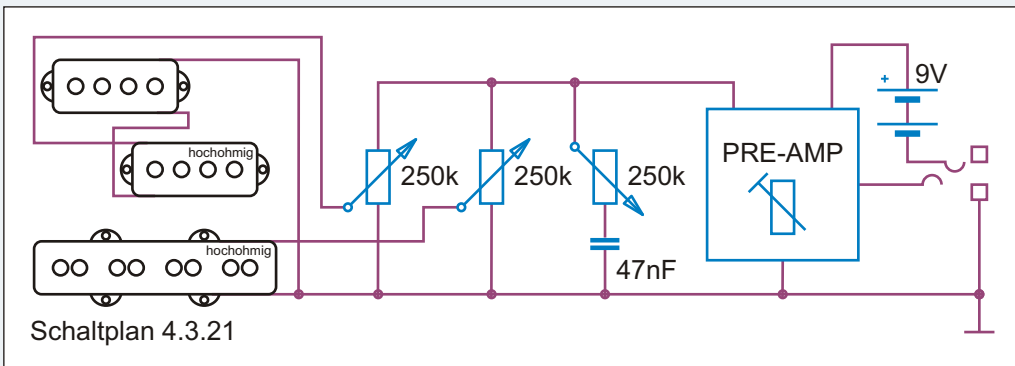 hochohmig
hochohmig
250k
250k
250k
47nF
PRE-AMP
+
9V
Schaltplan 4.3.21